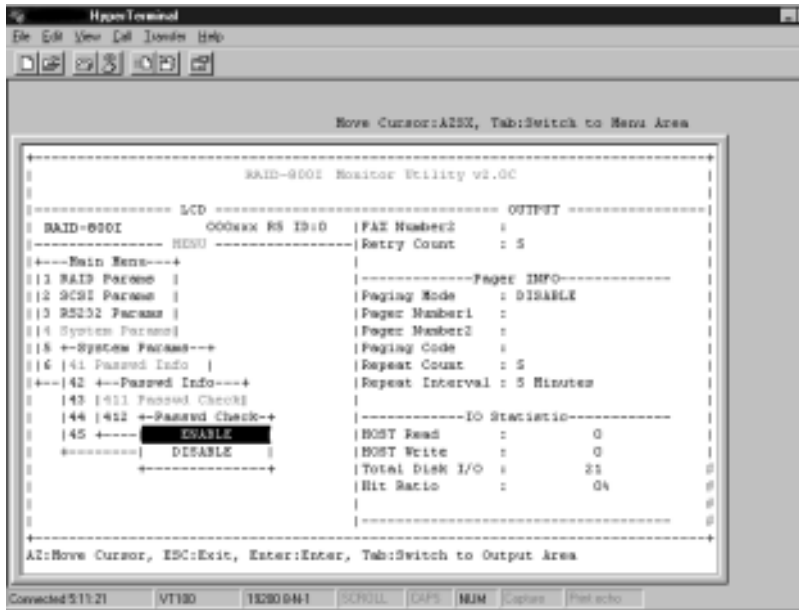 HyperTerminal
File Edit View Call Transfer Help
Move Cursor:AZSX, Tab:Switch to Menu Area
RAID-800I Monitor Utility v2.0C
LCD
OUTPUT
RAID-800I 000xxx RS ID:0
FAX Number2 :
MENU
Retry Count : 5
Main Menu
1 RAID Params
Pager INFO
2 SCSI Params
Paging Mode : DISABLE
3 RS232 Params
Pager Number1 :
4 System Params
Pager Number2 :
5 System Params
Paging Code :
6 41 Passwd Info
Repeat Count : 5
42 Passwd Info
Repeat Interval : 5 Minutes
43 411 Passwd Check
44 412 Passwd Check
IO Statistic
45 ENABLE
HOST Read : 0
DISABLE
HOST Write : 0
Total Disk I/O : 21
Hit Ratio : 0%
AZ:Move Cursor, ESC:Exit, Enter:Enter, Tab:Switch to Output Area
Connected 5:11:21 VT100 19200 8-N-1 SCROLL CAPS NUM Capture Print echo